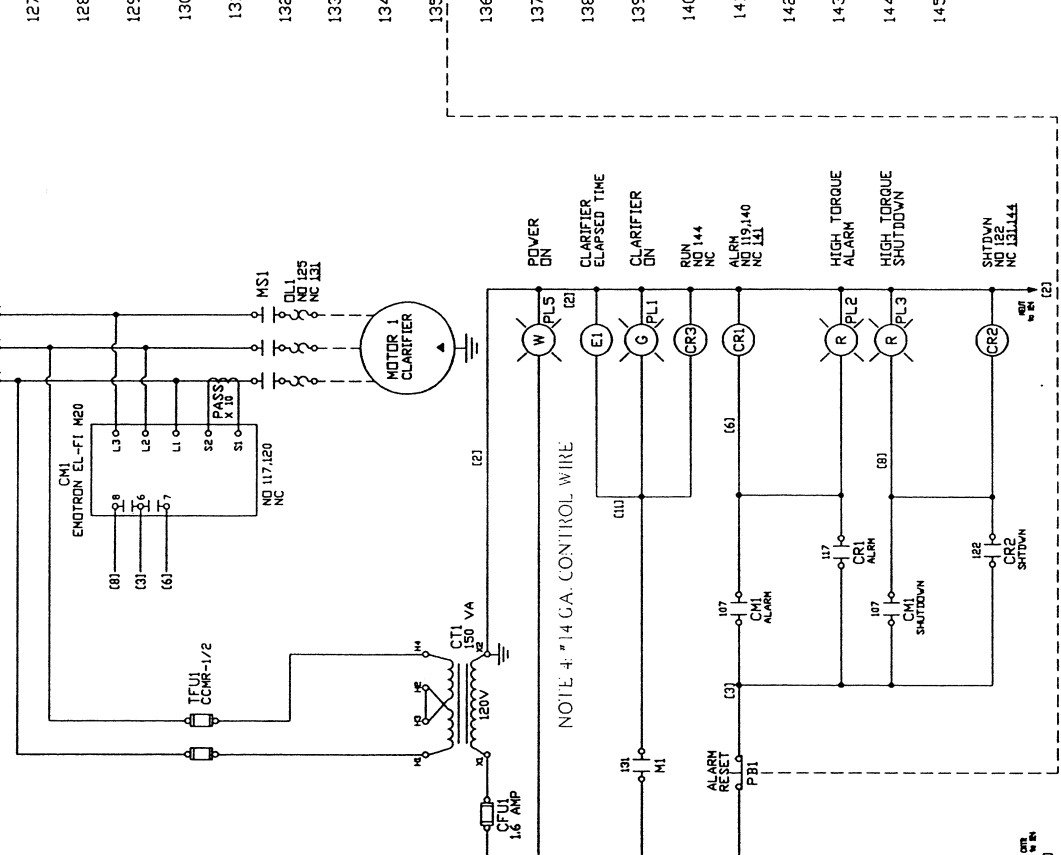 127
128
129
130
131
132
133
134
135
136
137
138
139
140
141
142
143
144
145
CM1
EMOTRON EL-FI M20
L3
L2
L1
S2
S1
PASS
X 10
8
6
7
[8]
[3]
[6]
NO 117,120
NC
MS1
OL1
NO 125
NC 131
MOTOR 1
CLARIFIER
TFU1
CCMR-1/2
H4
H2
H3
H1
CT1
150 VA
X2
120V
X1
CFU1
1.6 AMP
[2]
POWER
ON
W
PL5
[2]
NOTE 4: #14 GA. CONTROL WIRE
CLARIFIER
ELAPSED TIME
E1
CLARIFIER
ON
G
PL1
[11]
131
M1
RUN
NO 144
NC
CR3
ALRM
NO 119,140
NC 141
CR1
[6]
107
CM1
ALARM
[3]
ALARM
RESET
PB1
HIGH TORQUE
ALARM
R
PL2
117
CR1
ALRM
HIGH TORQUE
SHUTDOWN
R
PL3
[8]
107
CM1
SHUTDOWN
SHTDWN
NO 122
NC 131,144
CR2
122
CR2
SHTDWN
[2]